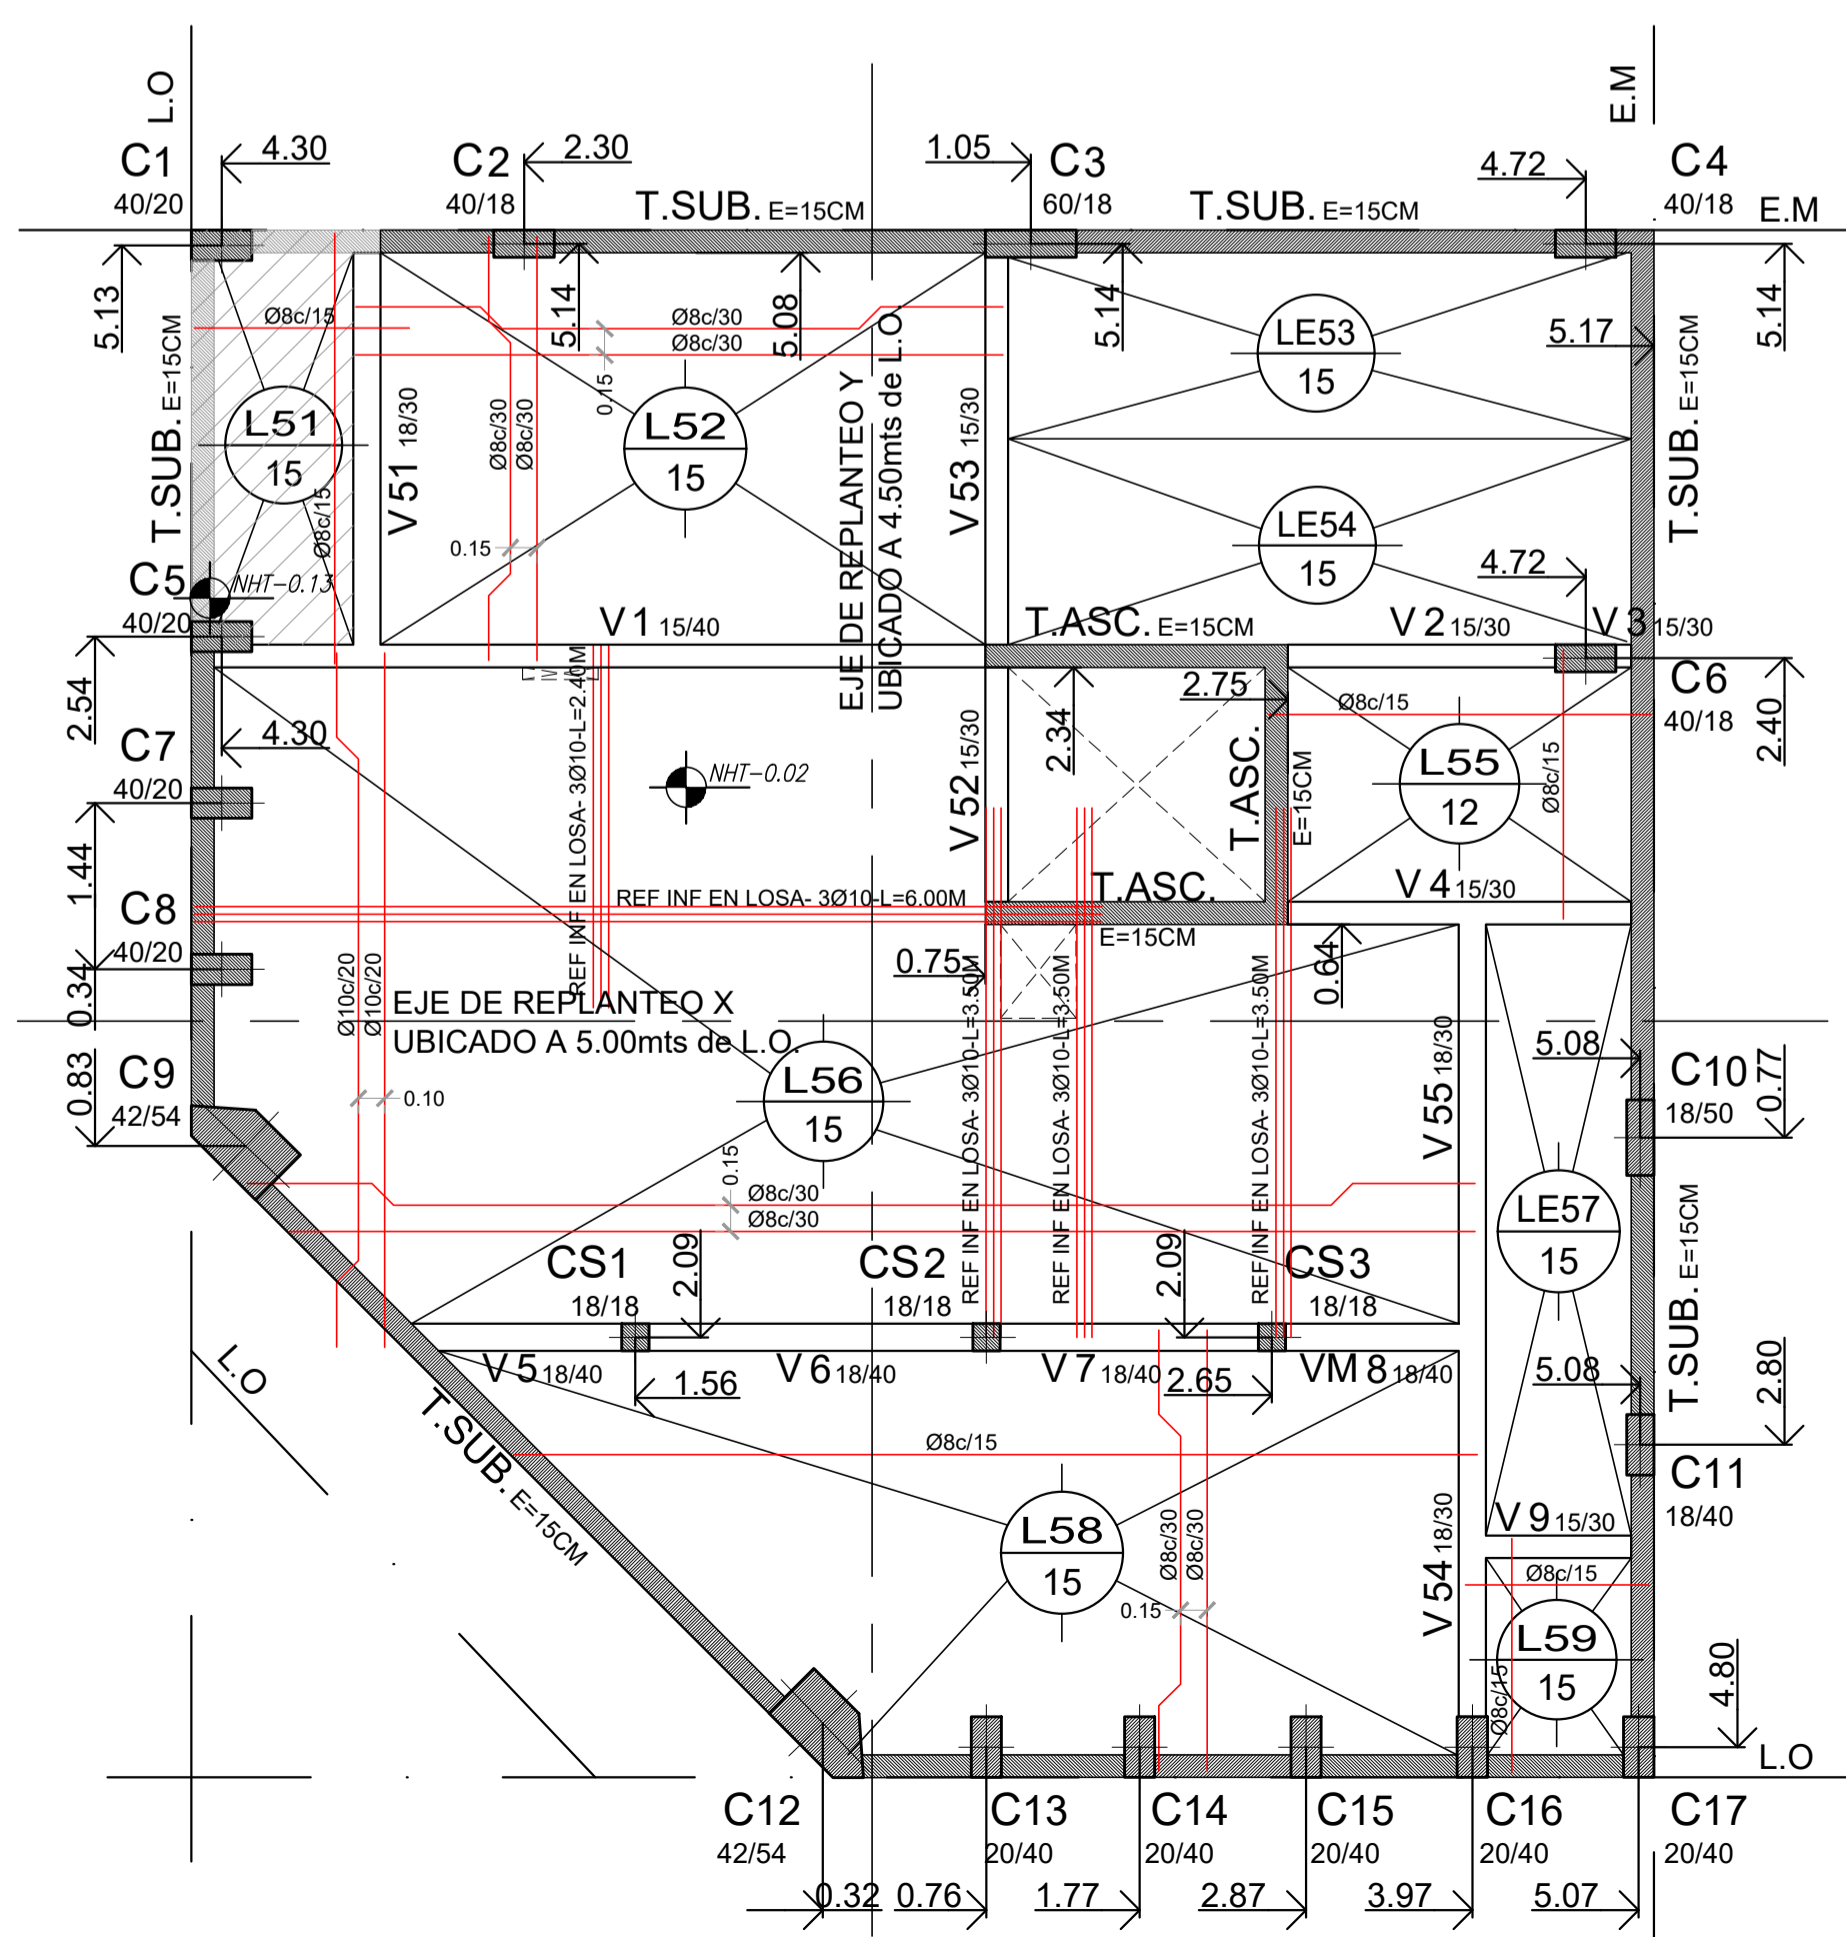 L.O
E.M
C1
40/20
4.30
C2
40/18
2.30
1.05
C3
60/18
4.72
C4
40/18
E.M
T.SUB. E=15CM
T.SUB. E=15CM
5.13
T.SUB. E=15CM
Ø8c/15
Ø8c/15
L51
15
V 51 18/30
5.14
Ø8c/30
Ø8c/30
0.15
Ø8c/30
Ø8c/30
0.15
L52
15
5.08
EJE DE REPLANTEO Y
UBICADO A 4.50mts de L.O
V 53 15/30
5.14
LE53
15
LE54
15
5.17
T.SUB. E=15CM
5.14
4.72
C5
40/20
NHT-0.13
V 1 15/40
T.ASC. E=15CM
V 2 15/30
V 3 15/30
C6
40/18
2.54
4.30
C7
40/20
REF INF EN LOSA- 3Ø10-L=2.40M
NHT-0.02
V 52 15/30
2.34
2.75
T.ASC.
E=15CM
Ø8c/15
Ø8c/15
L55
12
2.40
1.44
C8
40/20
REF INF EN LOSA- 3Ø10-L=6.00M
T.ASC.
E=15CM
V 4 15/30
0.34
0.75
0.64
Ø10c/20
Ø10c/20
EJE DE REPLANTEO X
UBICADO A 5.00mts de L.O.
0.83
C9
42/54
0.10
L56
15
REF INF EN LOSA- 3Ø10-L=3.50M
REF INF EN LOSA- 3Ø10-L=3.50M
REF INF EN LOSA- 3Ø10-L=3.50M
V 55 18/30
5.08
C10
18/50
0.77
0.15
Ø8c/30
Ø8c/30
LE57
15
T.SUB. E=15CM
CS1
18/18
2.09
CS2
18/18
2.09
CS3
18/18
V 5 18/40
1.56
V 6 18/40
V 7 18/40
2.65
VM 8 18/40
5.08
2.80
L.O
T.SUB. E=15CM
Ø8c/15
C11
18/40
L58
15
Ø8c/30
Ø8c/30
0.15
V 54 18/30
V 9 15/30
Ø8c/15
Ø8c/15
L59
15
4.80
L.O
C12
42/54
C13
20/40
C14
20/40
C15
20/40
C16
20/40
C17
20/40
0.32
0.76
1.77
2.87
3.97
5.07